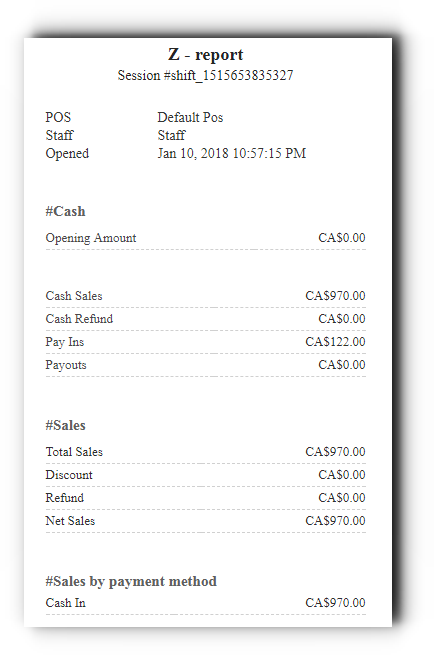 Z - report
Session #shift_1515653835327
POS Default Pos
Staff Staff
Opened Jan 10, 2018 10:57:15 PM
#Cash
Opening Amount CA$0.00
Cash Sales CA$970.00
Cash Refund CA$0.00
Pay Ins CA$122.00
Payouts CA$0.00
#Sales
Total Sales CA$970.00
Discount CA$0.00
Refund CA$0.00
Net Sales CA$970.00
#Sales by payment method
Cash In CA$970.00